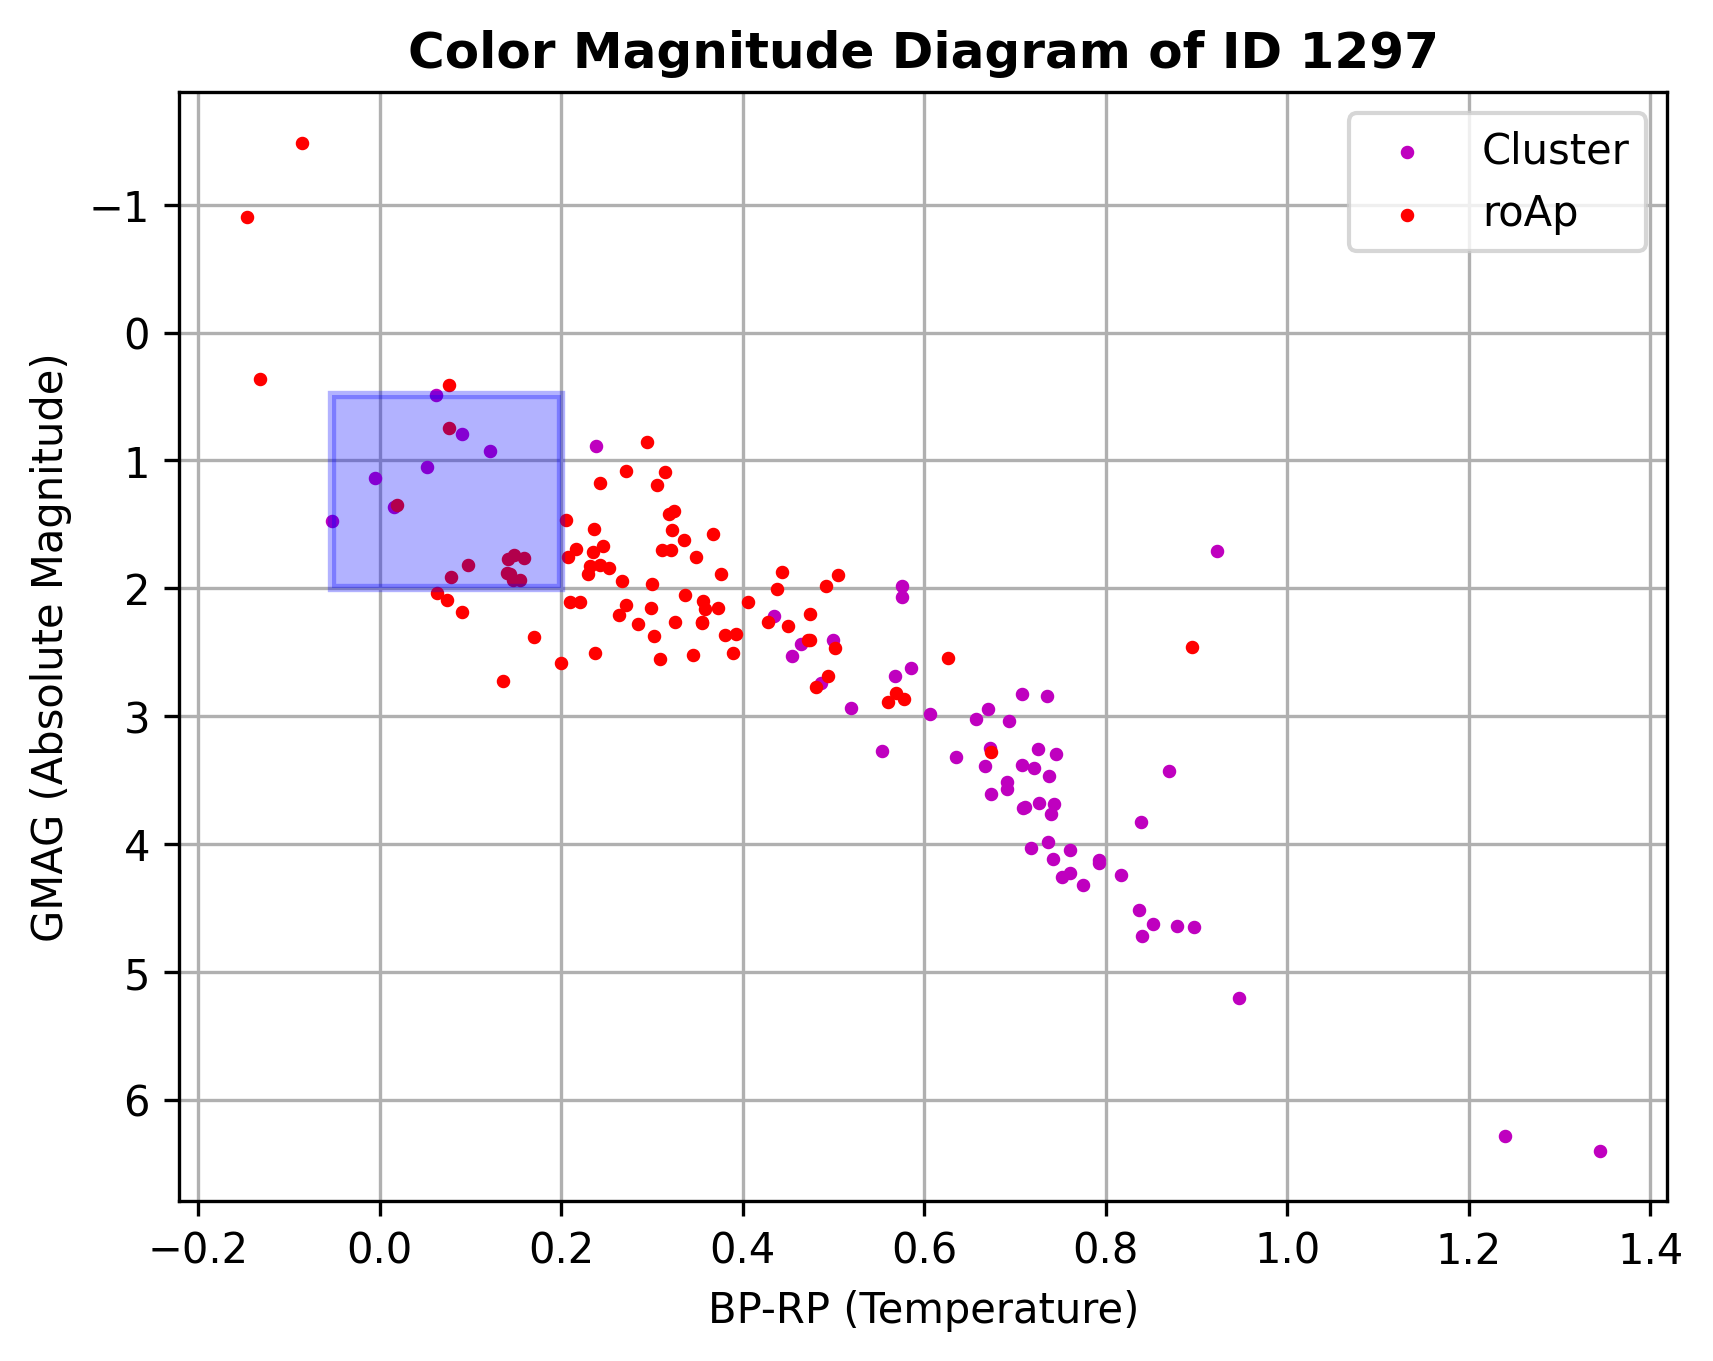 Color Magnitude Diagram of ID 1297
Cluster
roAp
GMAG (Absolute Magnitude)
−1
0
1
2
3
4
5
6
−0.2 0.0 0.2 0.4 0.6 0.8 1.0 1.2 1.4
BP-RP (Temperature)